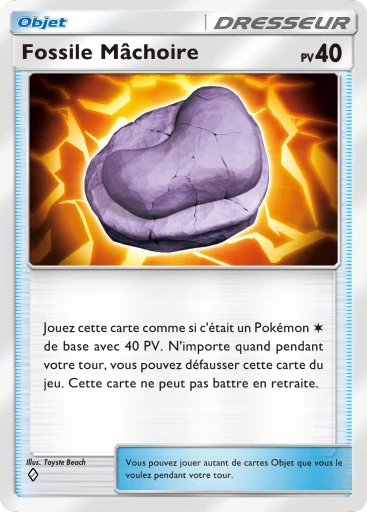 Objet
DRESSEUR
Fossile Mâchoire
PV 40
Jouez cette carte comme si c'était un Pokémon
de base avec 40 PV. N'importe quand pendant
votre tour, vous pouvez défausser cette carte du
jeu. Cette carte ne peut pas battre en retraite.
Illus. Toyste Beach
Vous pouvez jouer autant de cartes Objet que vous le
voulez pendant votre tour.